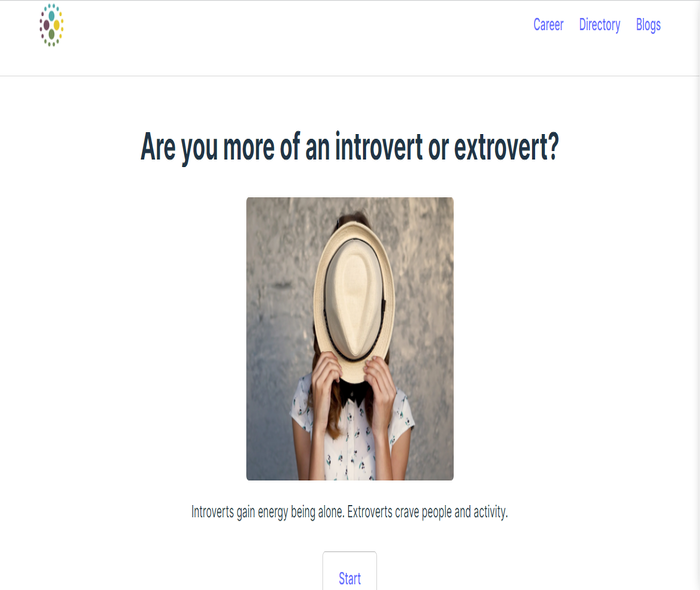 Career Directory Blogs
Are you more of an introvert or extrovert?
Introverts gain energy being alone. Extroverts crave people and activity.
Start